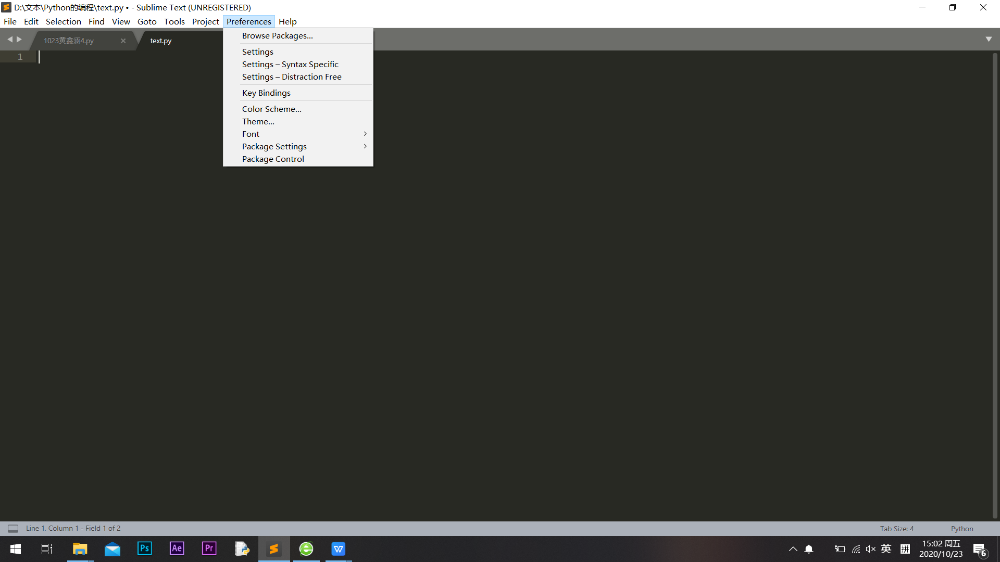 D:\文本\Python的编程\text.py • - Sublime Text (UNREGISTERED)
File Edit Selection Find View Goto Tools Project Preferences Help
1023黄鑫涵4.py
text.py
1
Browse Packages...
Settings
Settings – Syntax Specific
Settings – Distraction Free
Key Bindings
Color Scheme...
Theme...
Font
Package Settings
Package Control
Line 1, Column 1 - Field 1 of 2
Tab Size: 4
Python
Ps
Ae
Pr
W
英
拼
15:02 周五
2020/10/23
6